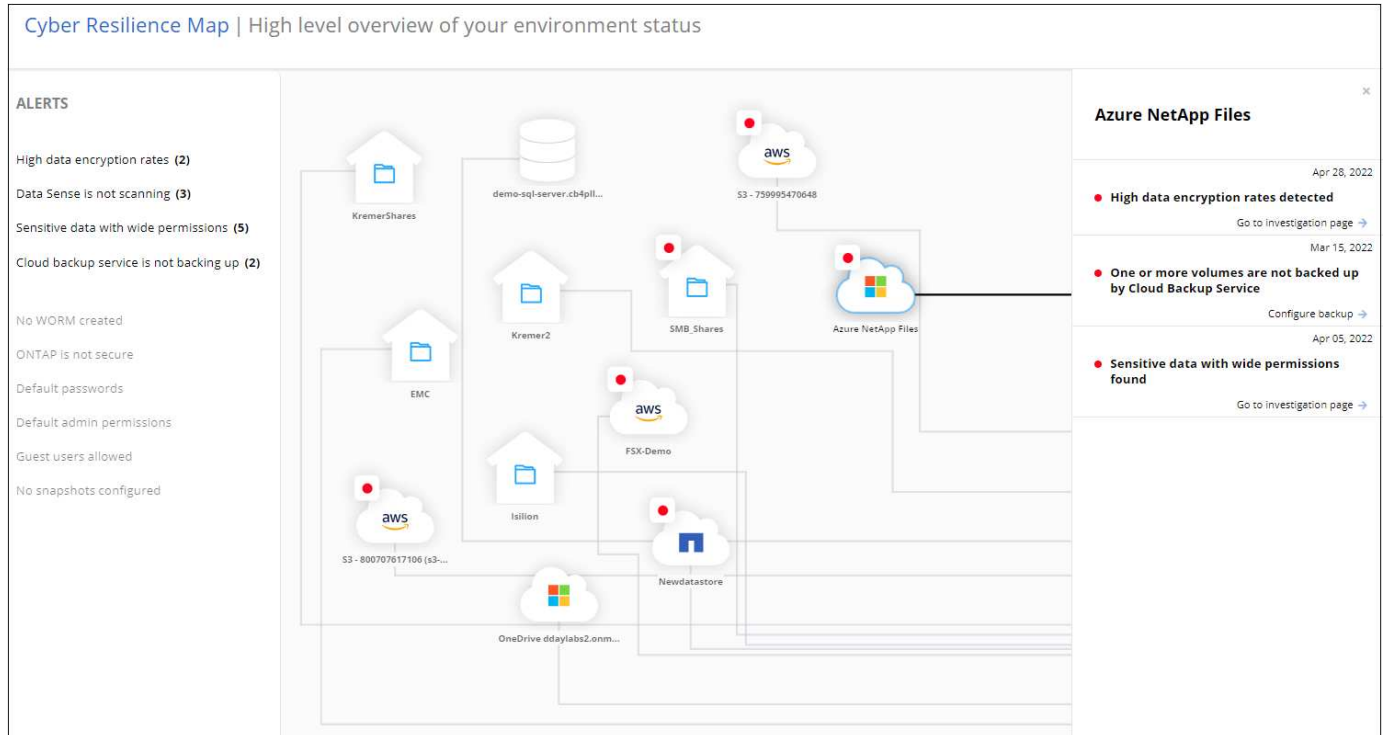 Cyber Resilience Map | High level overview of your environment status
ALERTS
High data encryption rates (2)
Data Sense is not scanning (3)
Sensitive data with wide permissions (5)
Cloud backup service is not backing up (2)
No WORM created
ONTAP is not secure
Default passwords
Default admin permissions
Guest users allowed
No snapshots configured
KremerShares
demo-sql-server.cb4pll...
aws
S3 - 759995470648
Kremer2
SMB_Shares
Azure NetApp Files
EMC
aws
FSX-Demo
Isilion
aws
S3 - 800707617106 (s3-...
Newdatastore
OneDrive ddaylabs2.onm...
×
Azure NetApp Files
Apr 28, 2022
High data encryption rates detected
Go to investigation page →
Mar 15, 2022
One or more volumes are not backed up
by Cloud Backup Service
Configure backup →
Apr 05, 2022
Sensitive data with wide permissions
found
Go to investigation page →